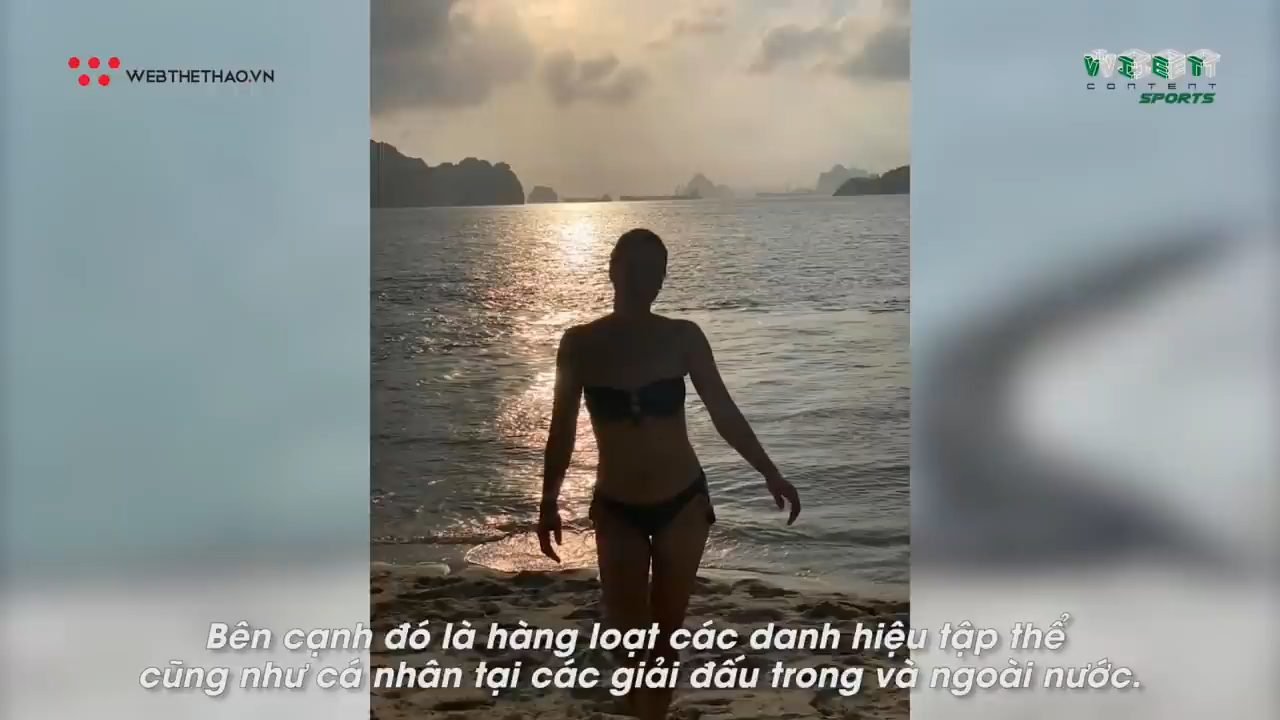 WEBTHETHAO.VN
VIET
CONTENT
SPORTS
Bên cạnh đó là hàng loạt các danh hiệu tập thể
cũng như cá nhân tại các giải đấu trong và ngoài nước.